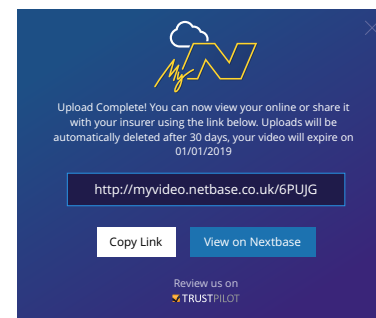 My N
Upload Complete! You can now view your online or share it
with your insurer using the link below. Uploads will be
automatically deleted after 30 days, your video will expire on
01/01/2019
http://myvideo.netbase.co.uk/6PUJG
Copy Link
View on Nextbase
Review us on
TRUSTPILOT